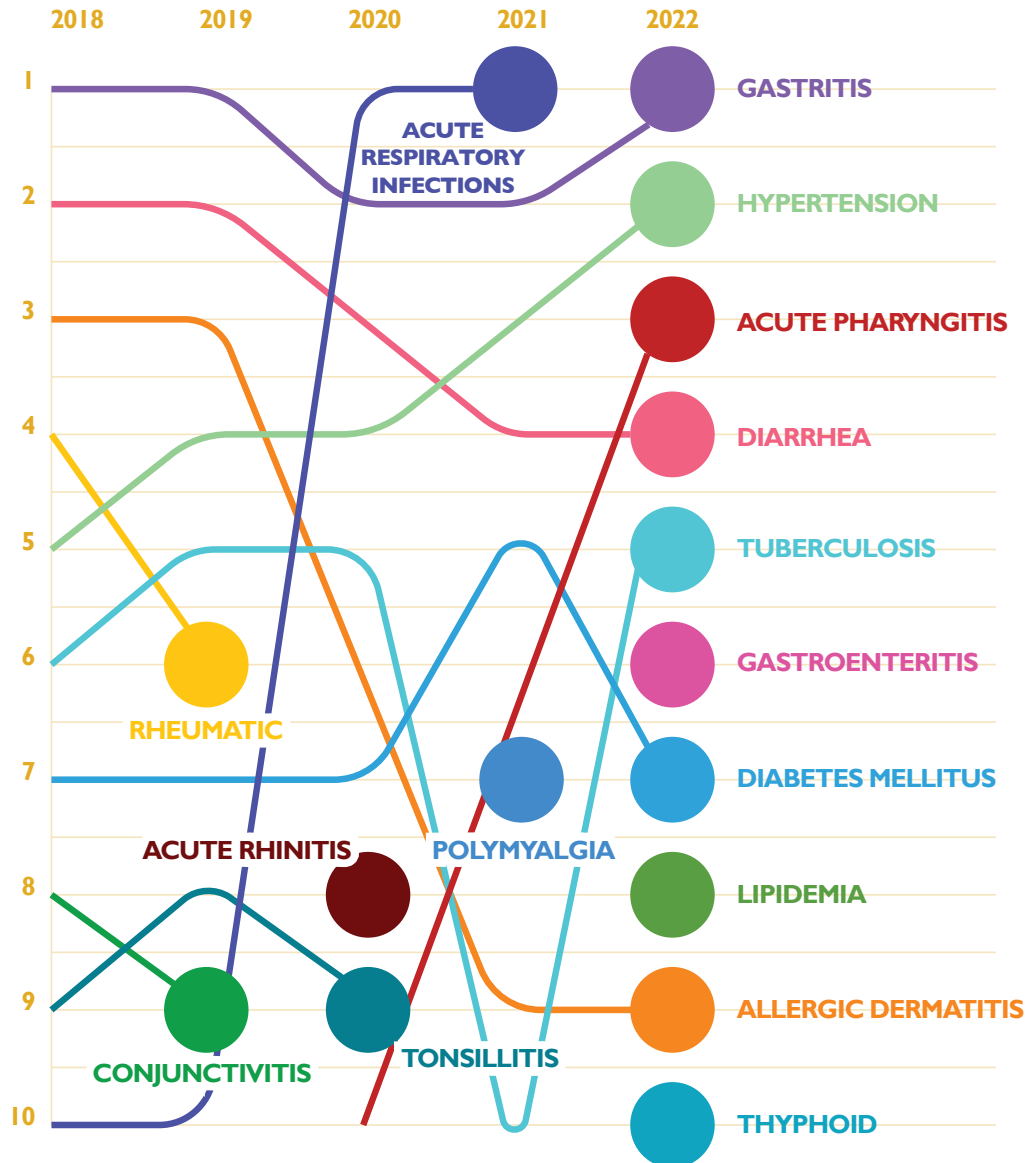 2018 2019 2020 2021 2022
1
GASTRITIS
ACUTE
RESPIRATORY
INFECTIONS
2
HYPERTENSION
3
ACUTE PHARYNGITIS
4
DIARRHEA
5
TUBERCULOSIS
6
GASTROENTERITIS
RHEUMATIC
7
DIABETES MELLITUS
ACUTE RHINITIS
POLYMYALGIA
8
LIPIDEMIA
9
ALLERGIC DERMATITIS
TONSILLITIS
CONJUNCTIVITIS
10
THYPHOID